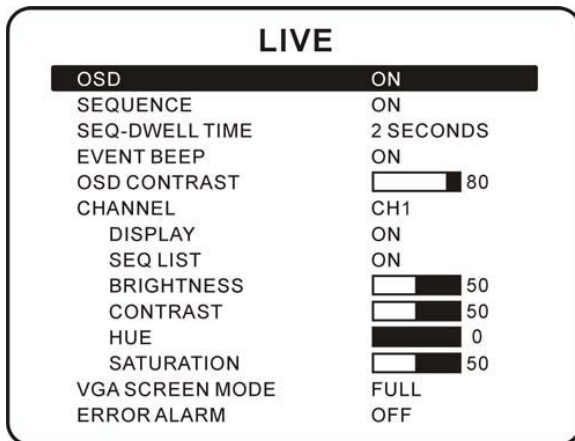 LIVE
OSD ON
SEQUENCE ON
SEQ-DWELL TIME 2 SECONDS
EVENT BEEP ON
OSD CONTRAST 80
CHANNEL CH1
DISPLAY ON
SEQ LIST ON
BRIGHTNESS 50
CONTRAST 50
HUE 0
SATURATION 50
VGA SCREEN MODE FULL
ERROR ALARM OFF